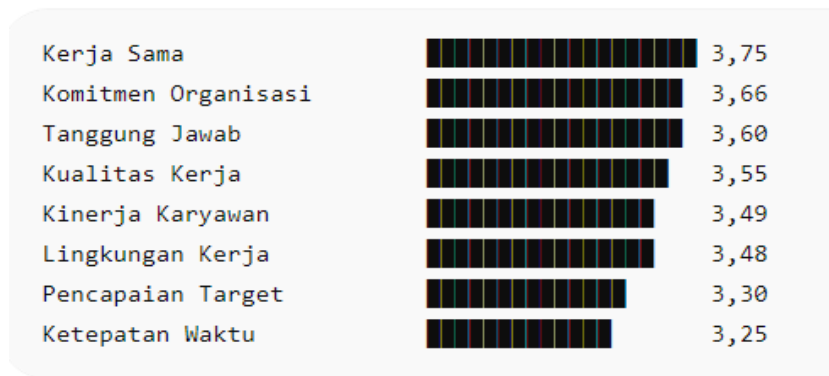 Kerja Sama 3,75
Komitmen Organisasi 3,66
Tanggung Jawab 3,60
Kualitas Kerja 3,55
Kinerja Karyawan 3,49
Lingkungan Kerja 3,48
Pencapaian Target 3,30
Ketepatan Waktu 3,25